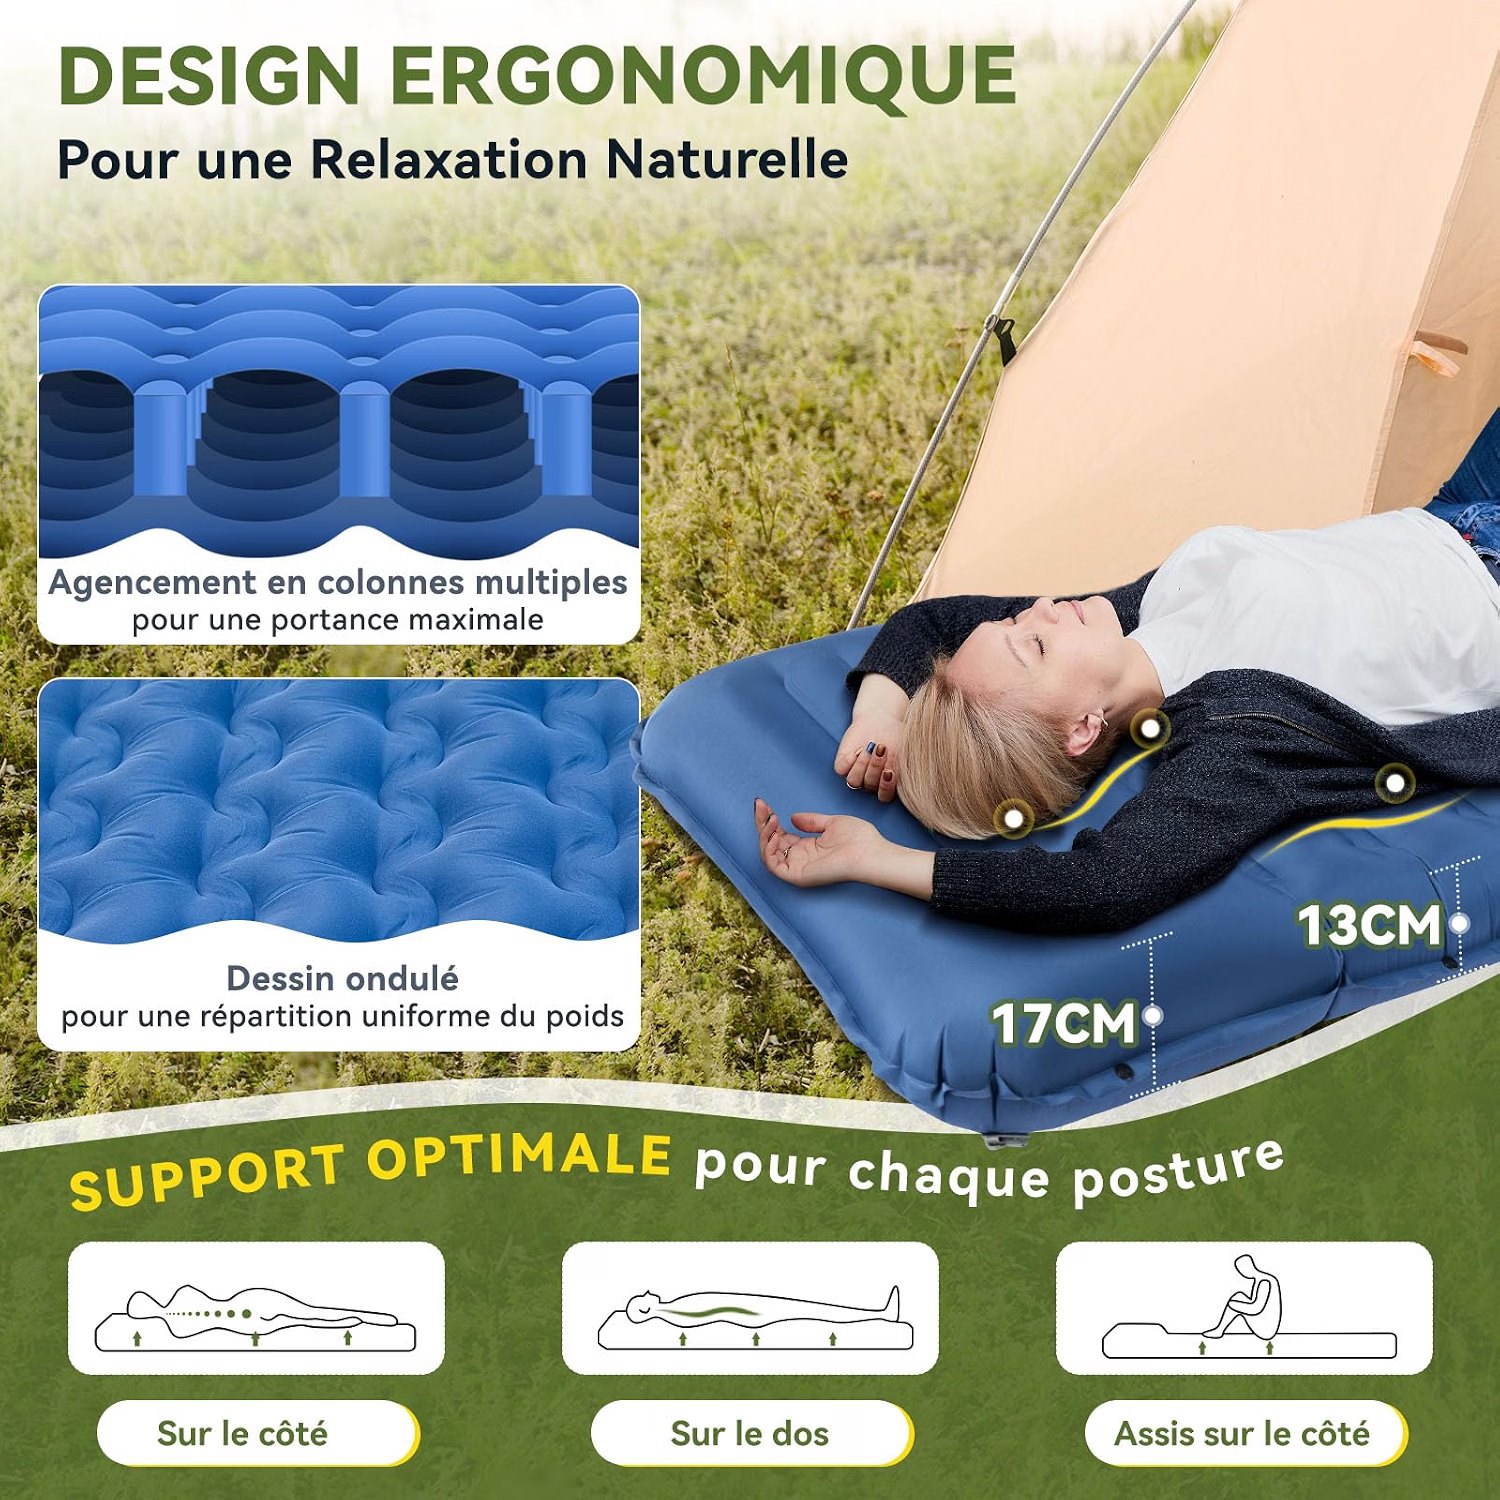 DESIGN ERGONOMIQUE
Pour une Relaxation Naturelle
Agencement en colonnes multiples
pour une portance maximale
Dessin ondulé
pour une répartition uniforme du poids
13CM
17CM
SUPPORT OPTIMALE pour chaque posture
Sur le côté
Sur le dos
Assis sur le côté